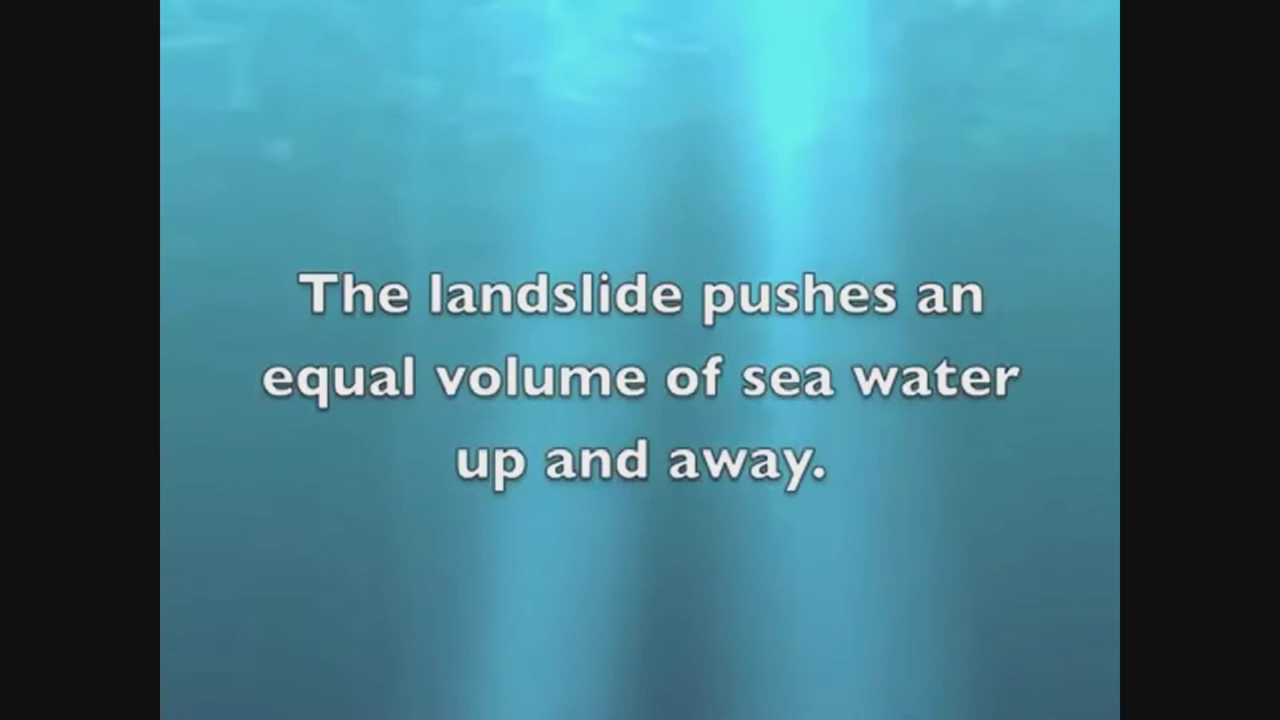 The landslide pushes an
equal volume of sea water
up and away.